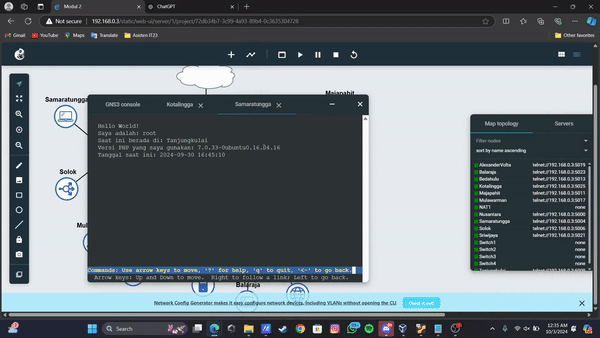 Modul 2
ChatGPT
Not secure
192.168.0.3/static/web-ui/server/1/project/72db34b7-3c99-4a93-89b4-0c3635304728
Gmail
YouTube
Maps
Translate
Asisten IT23
Other favorites
Majapahit
Samaratungga
Solok
Balaraja
GNS3 console
Kotalingga
Samaratungga
Hello World!
Saya adalah: root
Saat ini berada di: Tanjungkulai
Versi PHP yang saya gunakan: 7.0.33-0ubuntu0.16.04.16
Tanggal saat ini: 2024-09-30 16:45:10
Commands: Use arrow keys to move, '?' for help, 'q' to quit, '<-' to go back.
Arrow keys: Up and Down to move. Right to follow a link; Left to go back.
Map topology
Servers
Filter nodes
sort by name ascending
AlexanderVolta telnet://192.168.0.3:5019
Balaraja telnet://192.168.0.3:5023
Bedahulu telnet://192.168.0.3:5013
Kotalingga telnet://192.168.0.3:5025
Majapahit telnet://192.168.0.3:5011
Mulawarman telnet://192.168.0.3:5017
NAT1 none
Nusantara telnet://192.168.0.3:5000
Samaratungga telnet://192.168.0.3:5004
Solok telnet://192.168.0.3:5006
Sriwijaya telnet://192.168.0.3:5021
Switch1 none
Switch2 none
Switch3 none
Switch4 none
Network Config Generator makes it easy configure network devices, including VLANs without opening the CLI
Check it out!
Search
12:35 AM
10/3/2024